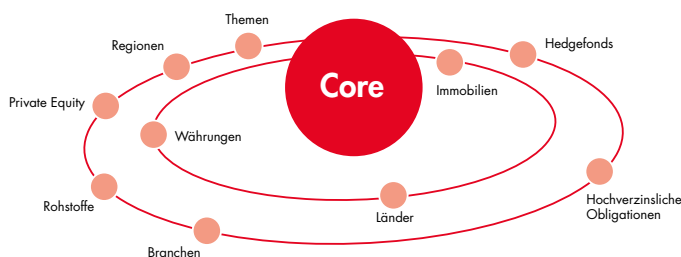 Themen
Regionen
Hedgefonds
Core
Immobilien
Private Equity
Währungen
Rohstoffe
Länder
Hochverzinsliche
Obligationen
Branchen